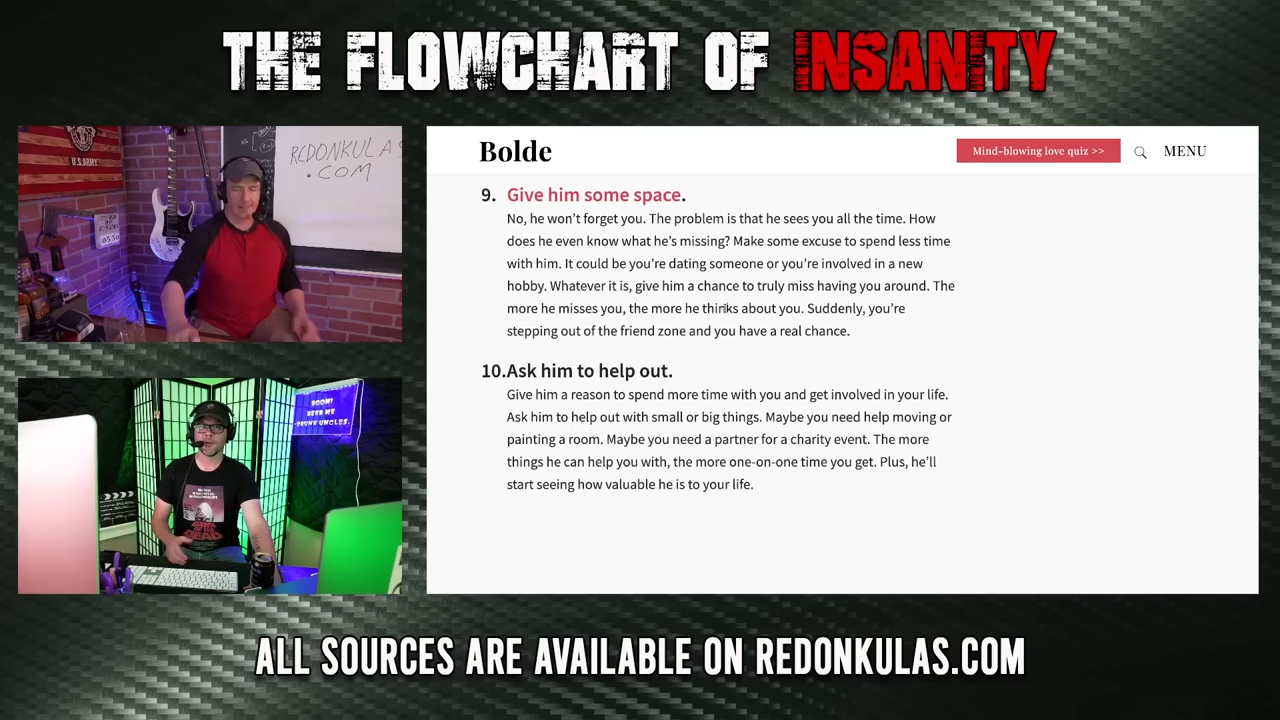 THE FLOWCHART OF INSANITY
U.S. ARMY
REDONKULAS
.COM
Bolde
Mind-blowing love quiz >>
MENU
9. Give him some space.
No, he won’t forget you. The problem is that he sees you all the time. How
does he even know what he’s missing? Make some excuse to spend less time
with him. It could be you’re dating someone or you’re involved in a new
hobby. Whatever it is, give him a chance to truly miss having you around. The
more he misses you, the more he thinks about you. Suddenly, you’re
stepping out of the friend zone and you have a real chance.
10.Ask him to help out.
Give him a reason to spend more time with you and get involved in your life.
Ask him to help out with small or big things. Maybe you need help moving or
painting a room. Maybe you need a partner for a charity event. The more
things he can help you with, the more one-on-one time you get. Plus, he’ll
start seeing how valuable he is to your life.
BOOM!
BEER ME
-DRUNK UNCLES.
DAWN
OF THE
DEAD
ALL SOURCES ARE AVAILABLE ON REDONKULAS.COM